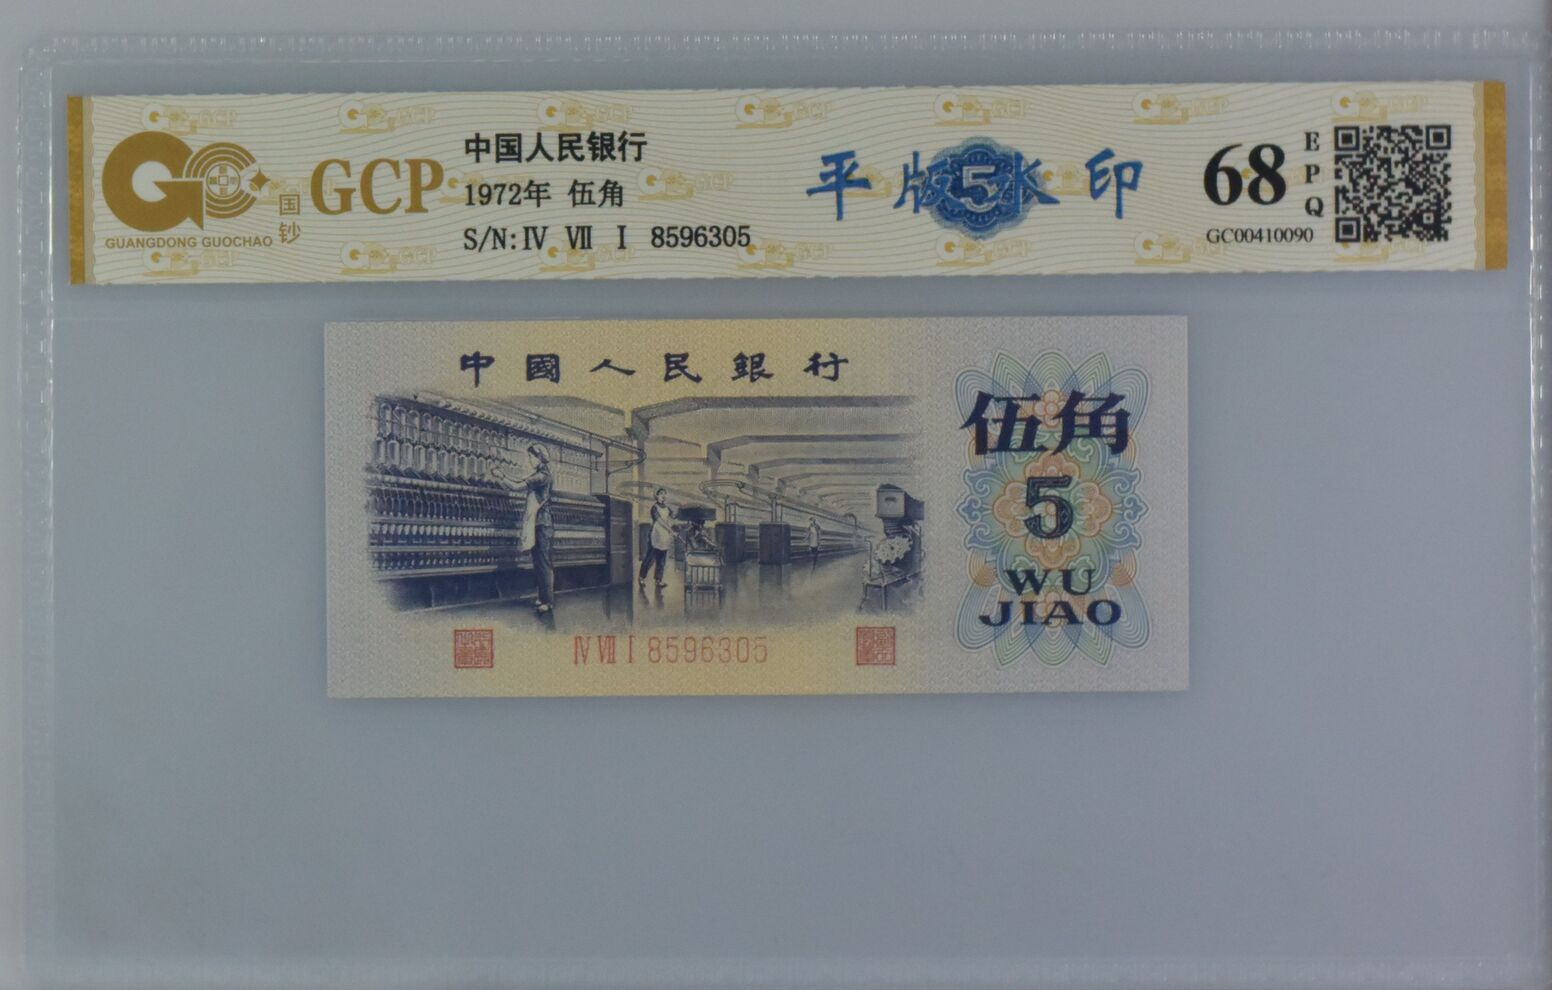 GUANGDONG GUOCHAO
国钞
GCP
中国人民银行
1972年 伍角
S/N:IV VII I 8596305
平版水印
5
68
EPQ
GC00410090
中國人民銀行
伍角
5
WU
JIAO
IV VII I 8596305